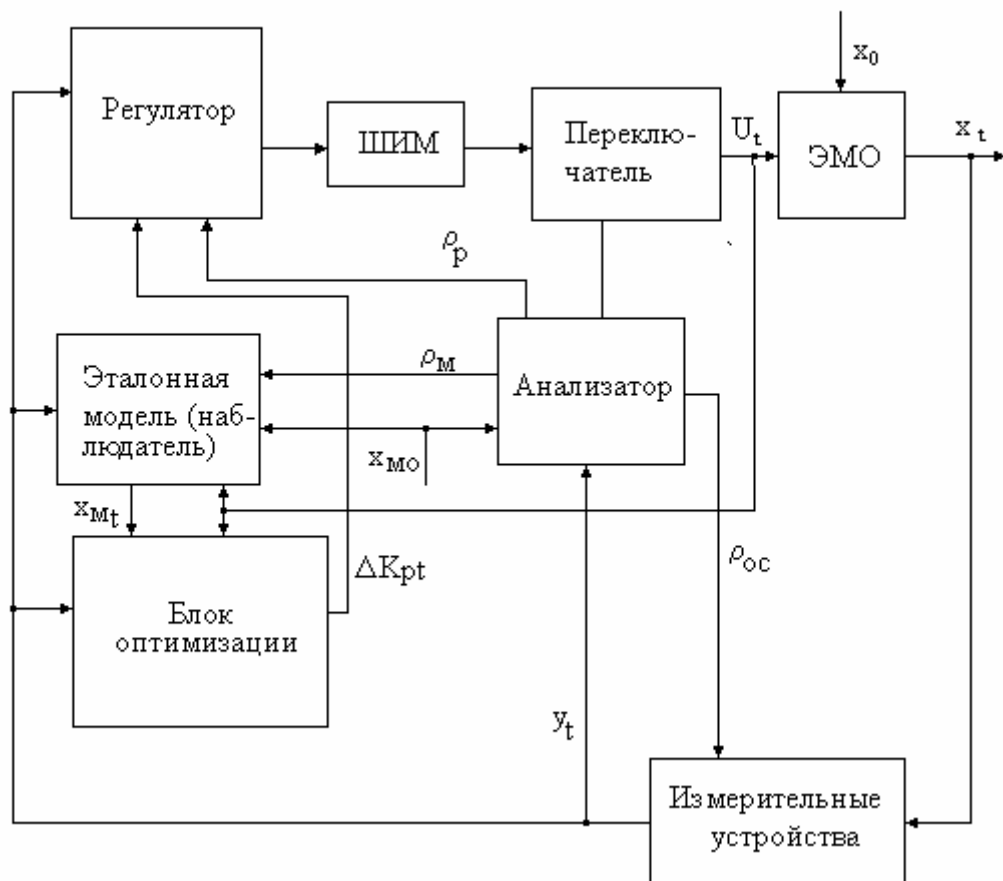 x₀
Регулятор
ШИМ
Переклю-
чатель
Uₜ
ЭМО
x ₜ
ρр
Эталонная
модель (наб-
людатель)
ρм
Анализатор
xмо
xмₜ
ρос
ΔKpt
Блок
оптимизации
yₜ
Измерительные
устройства